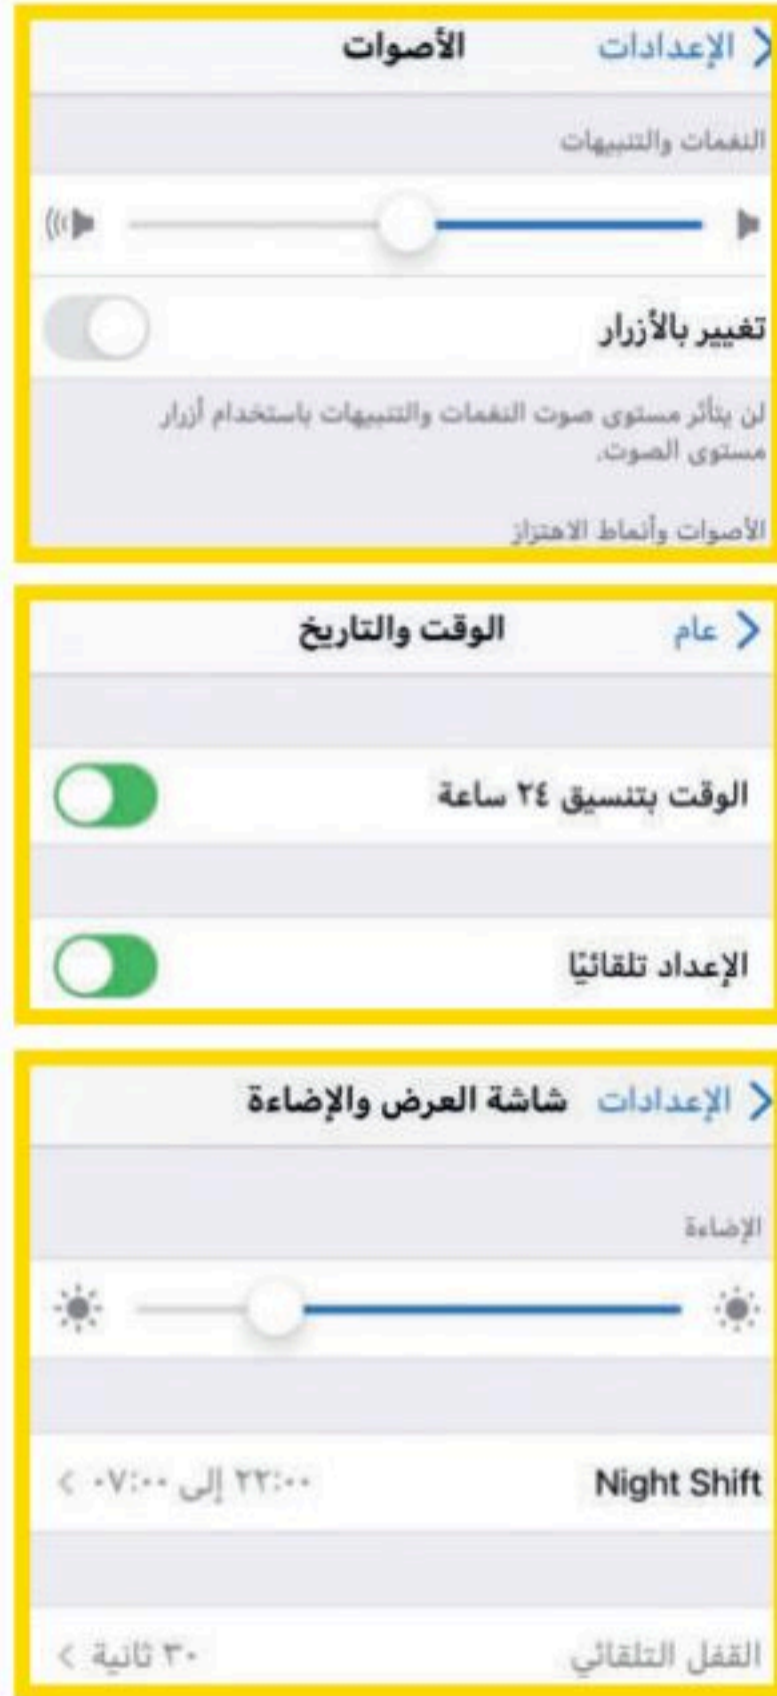 الإعدادات الأصوات
النغمات والتنبيهات
تغيير بالأزرار
لن يتأثر مستوى صوت النغمات والتنبيهات باستخدام أزرار
مستوى الصوت.
الأصوات وأنماط الاهتزاز
عام الوقت والتاريخ
الوقت بتنسيق ٢٤ ساعة
الإعداد تلقائيًا
الإعدادات شاشة العرض والإضاءة
الإضاءة
Night Shift ٢٢:٠٠ إلى ٠٧:٠٠
القفل التلقائي ٣٠ ثانية